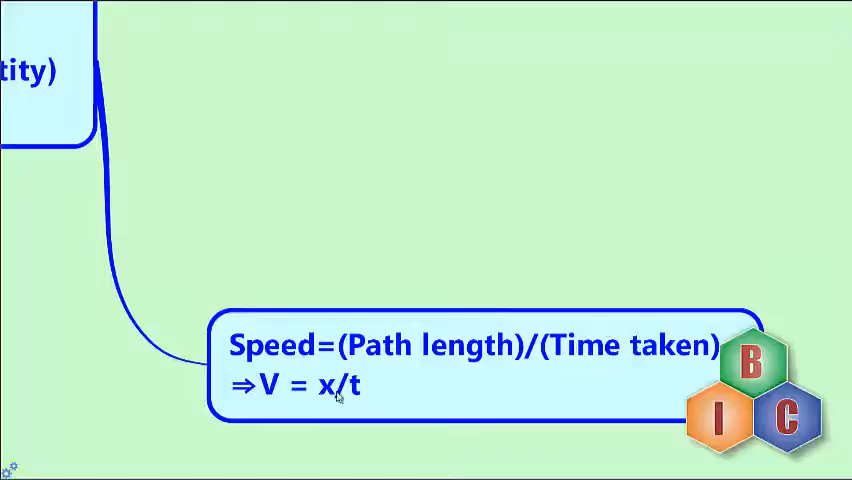 tity)
Speed=(Path length)/(Time taken)
⇒V = x/t
B
I C